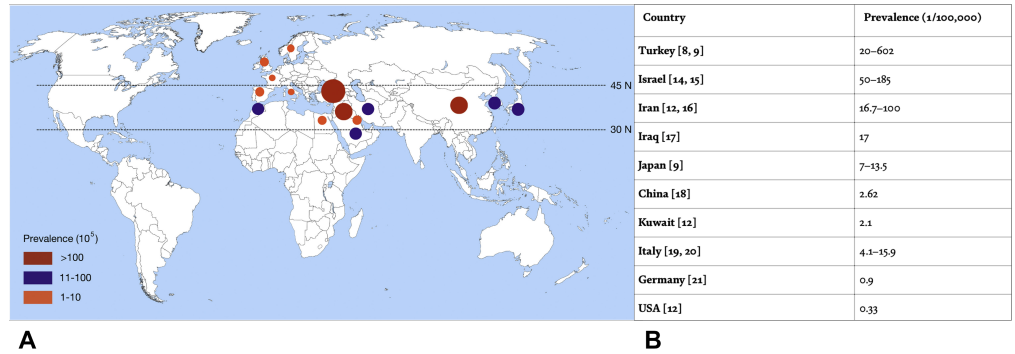 45 N
30 N
Prevalence (10⁵)
>100
11-100
1-10
A
Country Prevalence (1/100,000)
Turkey [8, 9] 20–602
Israel [14, 15] 50–185
Iran [12, 16] 16.7–100
Iraq [17] 17
Japan [9] 7–13.5
China [18] 2.62
Kuwait [12] 2.1
Italy [19, 20] 4.1–15.9
Germany [21] 0.9
USA [12] 0.33
B